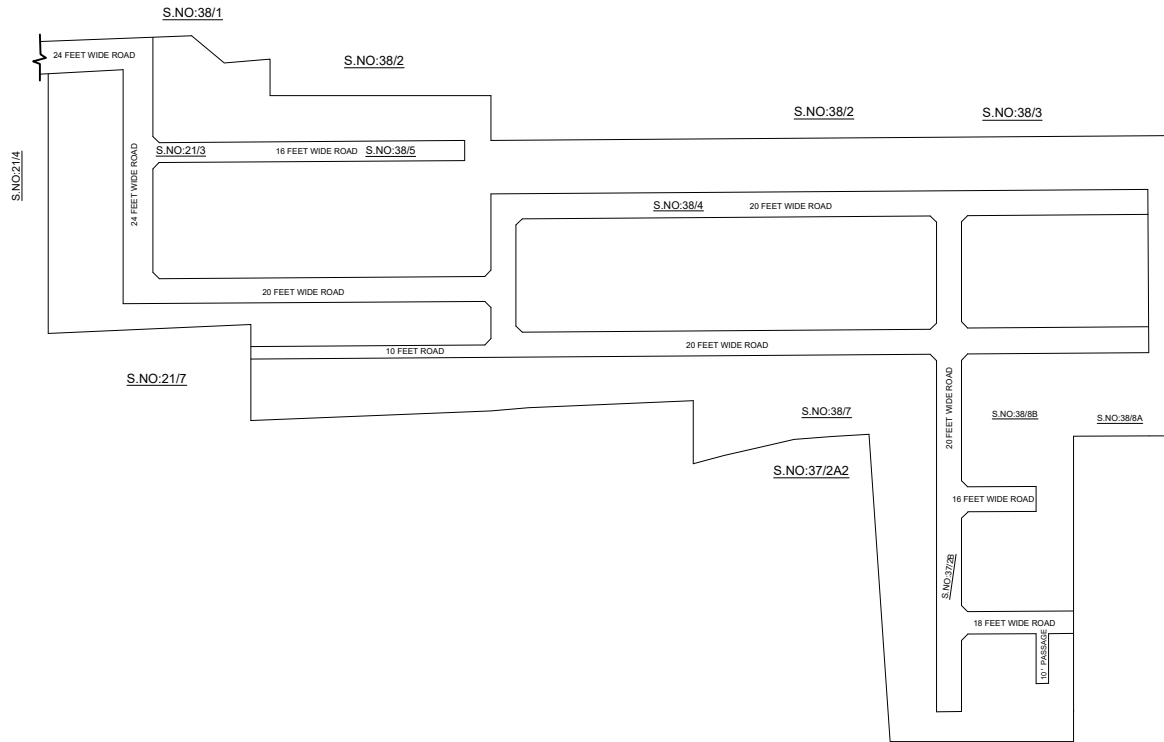 S.NO:38/1
24 FEET WIDE ROAD
S.NO:38/2
S.NO:38/2
S.NO:38/3
S.NO:21/4
24 FEET WIDE ROAD
S.NO:21/3
16 FEET WIDE ROAD
S.NO:38/5
S.NO:38/4
20 FEET WIDE ROAD
20 FEET WIDE ROAD
10 FEET ROAD
20 FEET WIDE ROAD
S.NO:21/7
S.NO:38/7
20 FEET WIDE ROAD
S.NO:38/8B
S.NO:38/8A
S.NO:37/2A2
16 FEET WIDE ROAD
S.NO:37/2B
18 FEET WIDE ROAD
10' PASSAGE